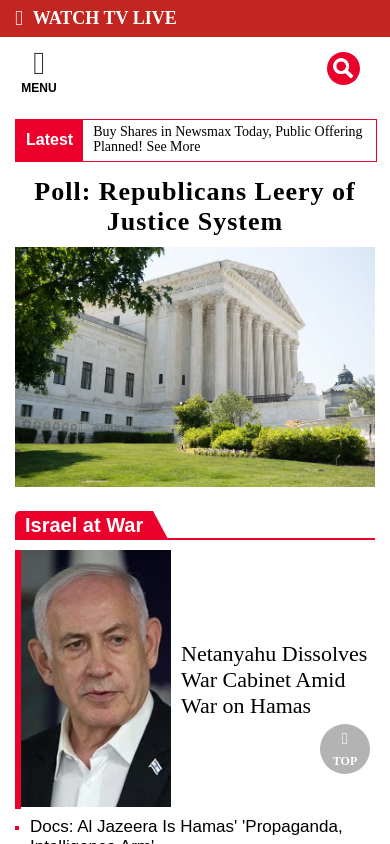 WATCH TV LIVE
MENU
Latest
Buy Shares in Newsmax Today, Public Offering
Planned! See More
Poll: Republicans Leery of
Justice System
Israel at War
Netanyahu Dissolves
War Cabinet Amid
War on Hamas
TOP
Docs: Al Jazeera Is Hamas' 'Propaganda,
Intelligence Arm'